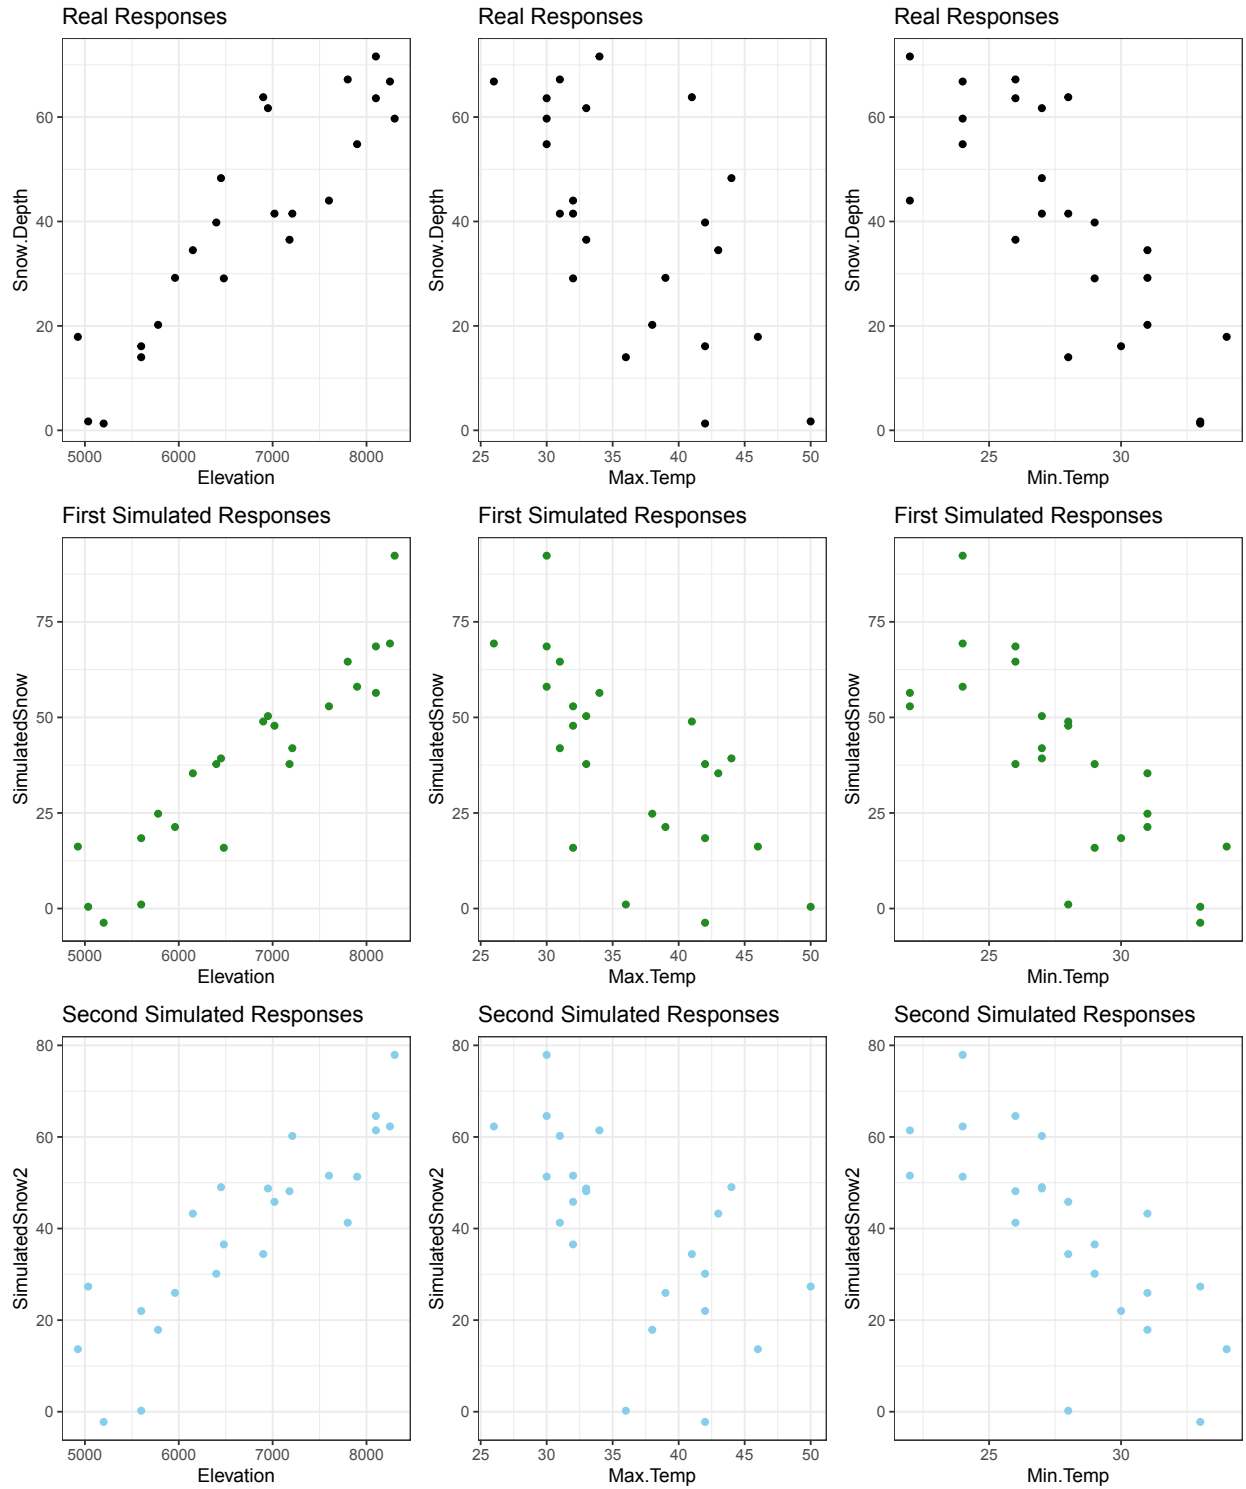 Real Responses Real Responses Real Responses
Snow.Depth Snow.Depth Snow.Depth
60 60 60
40 40 40
20 20 20
0 0 0
5000 6000 7000 8000 25 30 35 40 45 50 25 30
Elevation Max.Temp Min.Temp
First Simulated Responses First Simulated Responses First Simulated Responses
SimulatedSnow SimulatedSnow SimulatedSnow
75 75 75
50 50 50
25 25 25
0 0 0
5000 6000 7000 8000 25 30 35 40 45 50 25 30
Elevation Max.Temp Min.Temp
Second Simulated Responses Second Simulated Responses Second Simulated Responses
SimulatedSnow2 SimulatedSnow2 SimulatedSnow2
80 80 80
60 60 60
40 40 40
20 20 20
0 0 0
5000 6000 7000 8000 25 30 35 40 45 50 25 30
Elevation Max.Temp Min.Temp